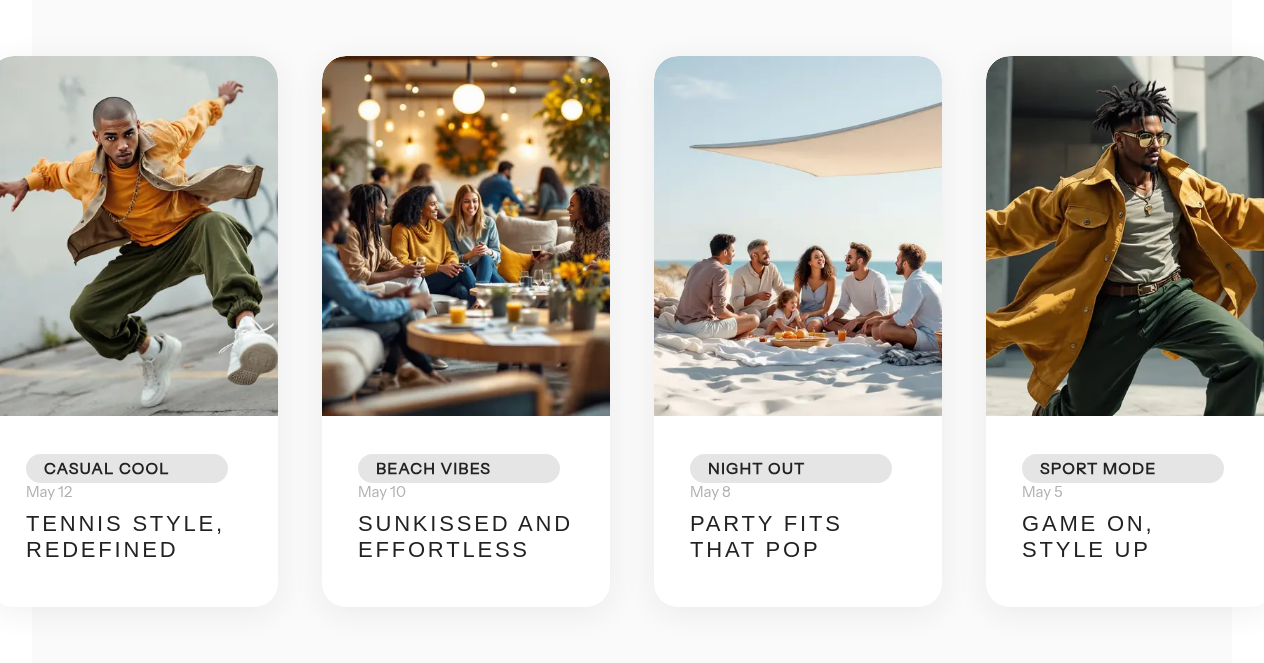 CASUAL COOL
May 12
TENNIS STYLE,
REDEFINED
BEACH VIBES
May 10
SUNKISSED AND
EFFORTLESS
NIGHT OUT
May 8
PARTY FITS
THAT POP
SPORT MODE
May 5
GAME ON,
STYLE UP